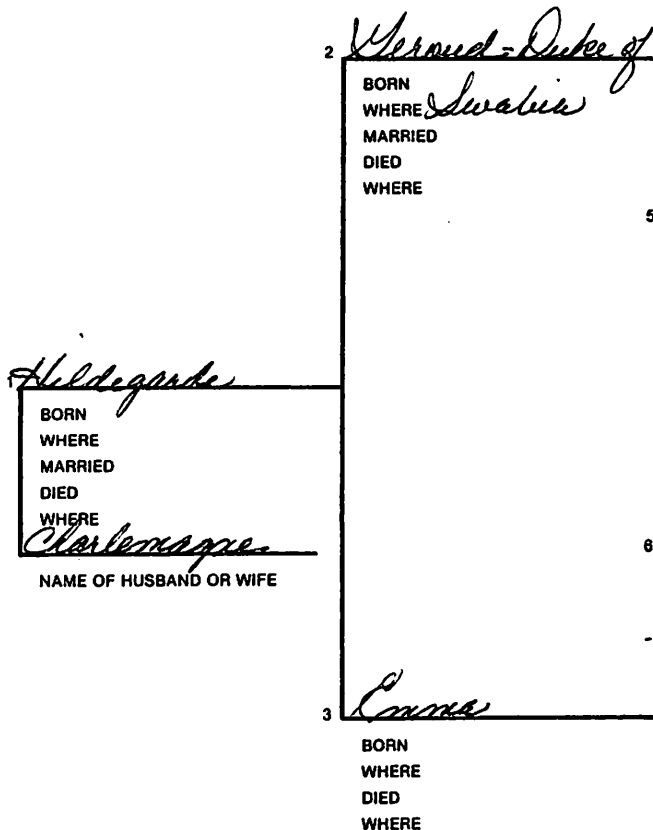 2 Geroud = Duke of
BORN
WHERE Swabia
MARRIED
DIED
WHERE
5
1 Hildegarde
BORN
WHERE
MARRIED
DIED
WHERE
Charlemagne
NAME OF HUSBAND OR WIFE
6
3 Emma
BORN
WHERE
DIED
WHERE